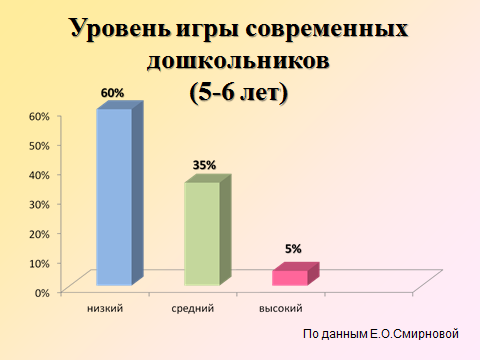 Уровень игры современных
дошкольников
(5-6 лет)
60%
35%
5%
60%
50%
40%
30%
20%
10%
0%
низкий средний высокий
По данным Е.О.Смирновой